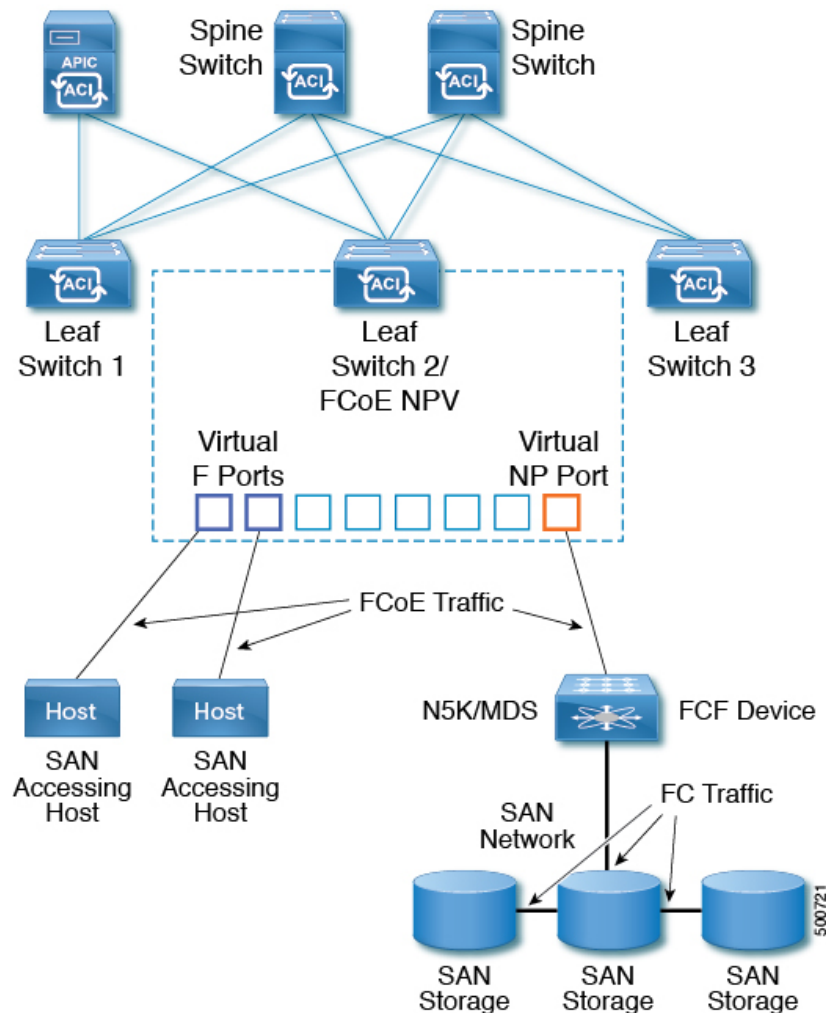 APIC
ACI
Spine
Switch
ACI
Spine
Switch
ACI
ACI
Leaf
Switch 1
ACI
Leaf
Switch 2/
FCoE NPV
ACI
Leaf
Switch 3
Virtual
F Ports
Virtual
NP Port
FCoE Traffic
Host
SAN
Accessing
Host
Host
SAN
Accessing
Host
N5K/MDS
FCF Device
SAN
Network
FC Traffic
SAN
Storage
SAN
Storage
SAN
Storage
500721